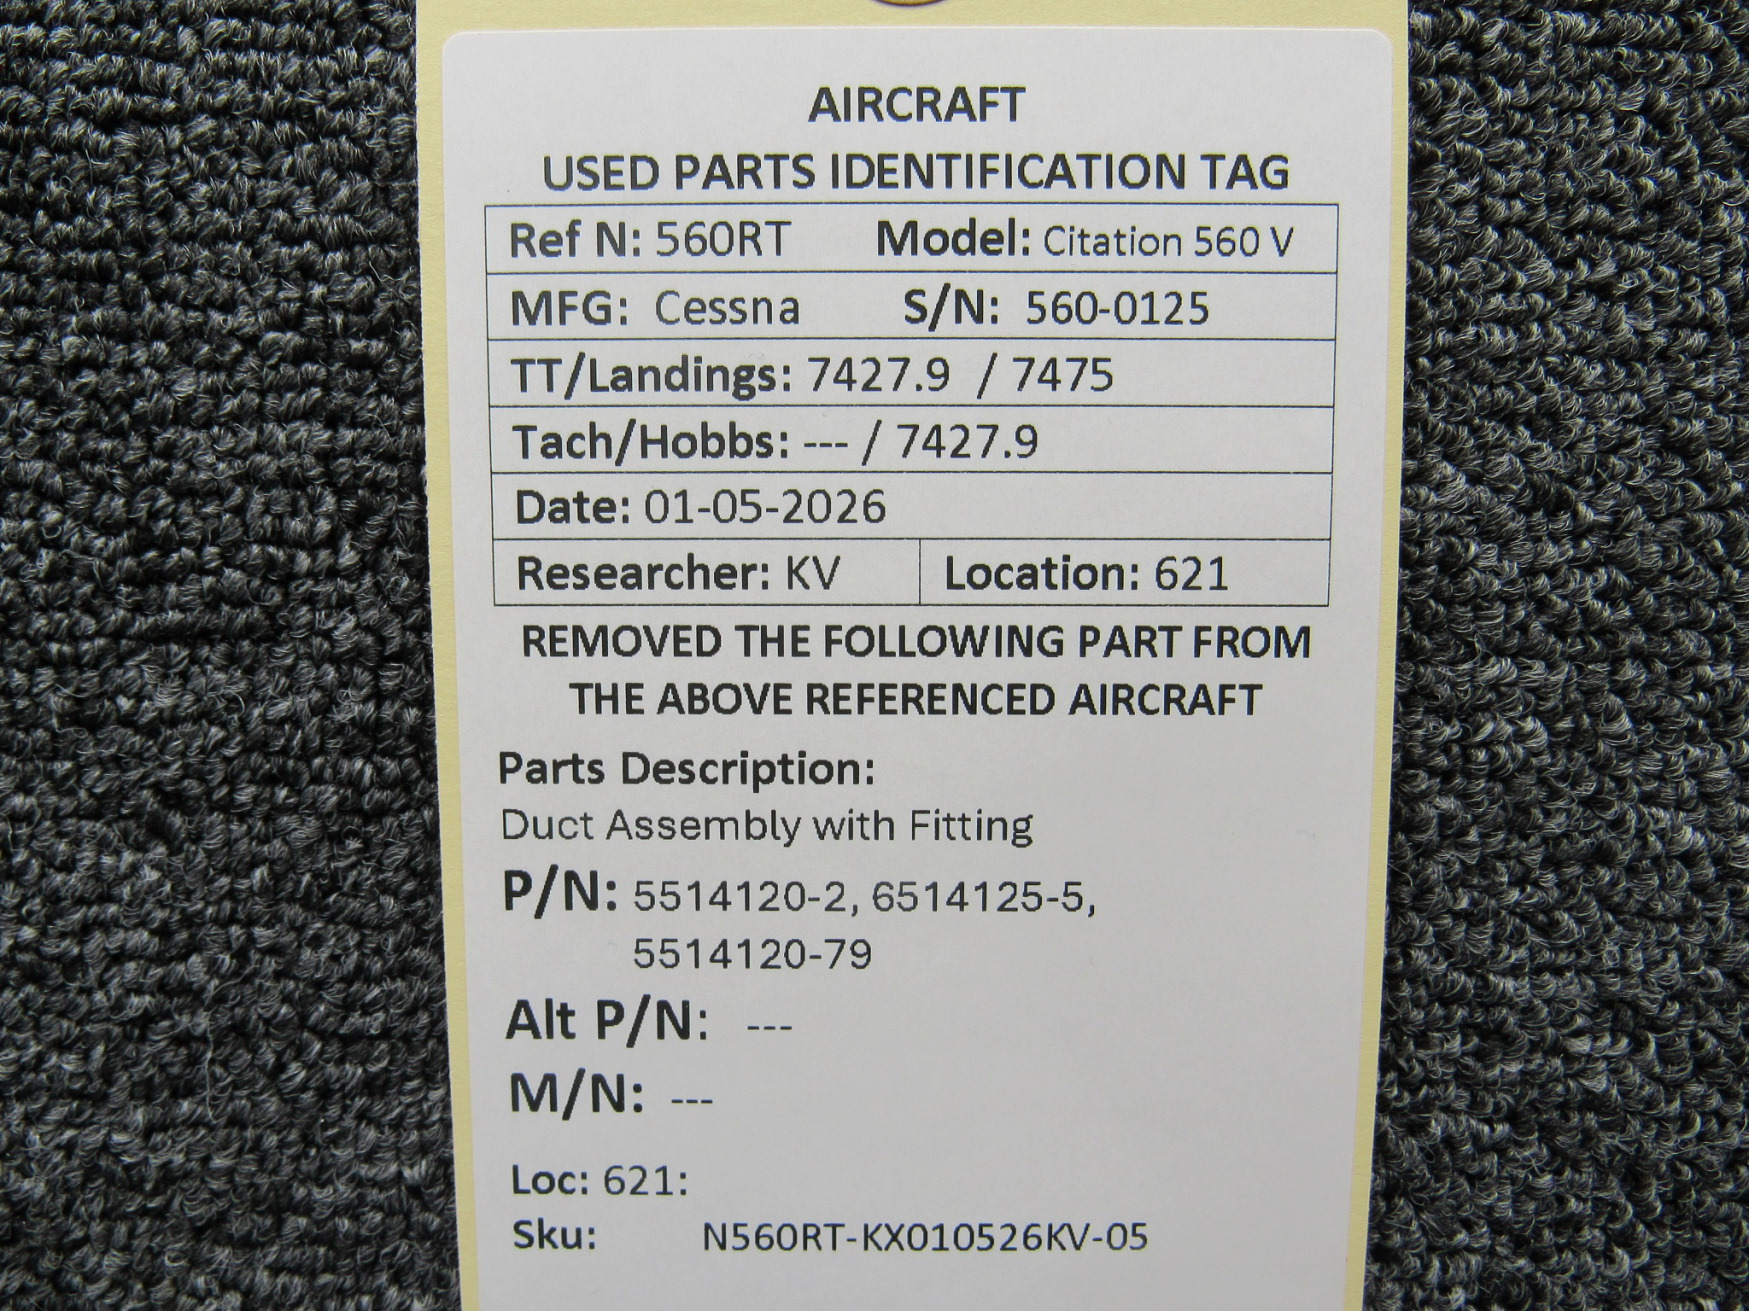 AIRCRAFT
USED PARTS IDENTIFICATION TAG
Ref N: 560RT Model: Citation 560 V
MFG: Cessna S/N: 560-0125
TT/Landings: 7427.9 / 7475
Tach/Hobbs: --- / 7427.9
Date: 01-05-2026
Researcher: KV Location: 621
REMOVED THE FOLLOWING PART FROM
THE ABOVE REFERENCED AIRCRAFT
Parts Description:
Duct Assembly with Fitting
P/N: 5514120-2, 6514125-5,
5514120-79
Alt P/N: ---
M/N: ---
Loc: 621:
Sku: N560RT-KX010526KV-05